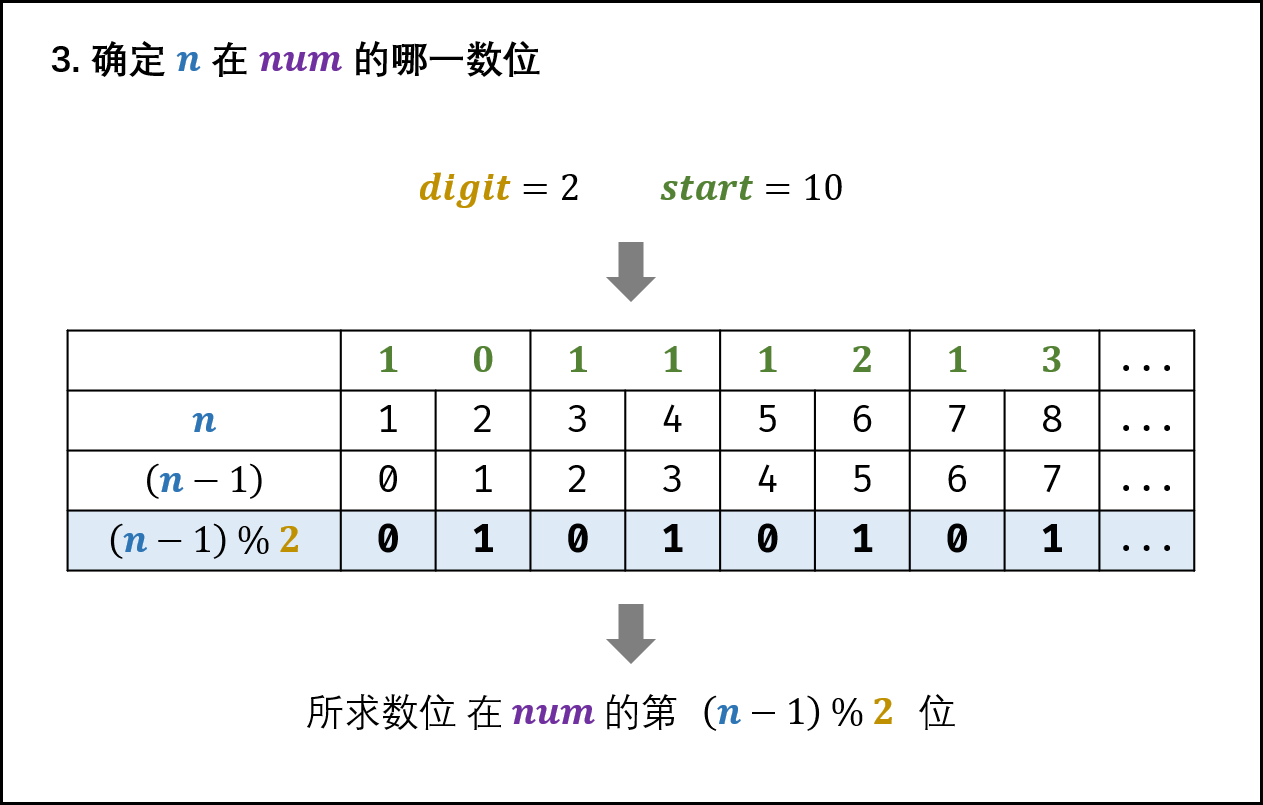 3. 确定 n 在 num 的哪一数位
digit = 2 start = 10
1 0 1 1 1 2 1 3 ...
n 1 2 3 4 5 6 7 8 ...
(n − 1) 0 1 2 3 4 5 6 7 ...
(n − 1) % 2 0 1 0 1 0 1 0 1 ...
所求数位 在 num 的第 (n − 1) % 2 位